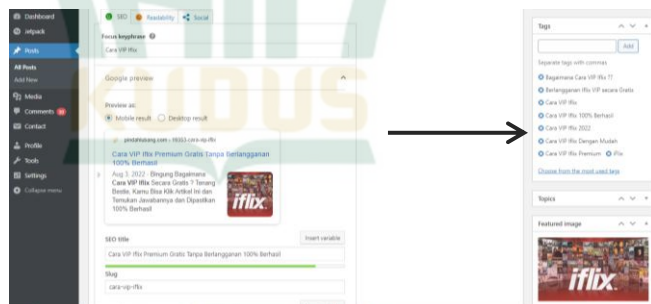 Dashboard
Jetpack
Posts
All Posts
Add New
Media
Comments
Contact
Profile
Tools
Settings
Collapse menu
SEO
Readability
Social
Focus keyphrase
Cara VIP Iflix
Google preview
Preview as:
Mobile result
Desktop result
Cara VIP Iflix Premium Gratis Tanpa Berlangganan
100% Berhasil
Aug 3, 2022 · Bingung Bagaimana
Cara VIP Iflix Secara Gratis ? Tenang
Bestie, Kamu Bisa Klik Artikel Ini dan
Temukan Jawabannya dan Dipastikan
100% Berhasil
iflix
SEO title
Insert variable
Cara VIP Iflix Premium Gratis Tanpa Berlangganan 100% Berhasil
Slug
cara-vip-iflix
Tags
Add
Separate tags with commas
Bagaimana Cara VIP Iflix ??
Berlangganan Iflix VIP secara Gratis
Cara VIP Iflix
Cara VIP Iflix 100% Berhasil
Cara VIP Iflix 2022
Cara VIP Iflix Dengan Mudah
Cara VIP Iflix Premium
Iflix
Choose from the most used tags
Topics
Featured image
iflix
KUDUS